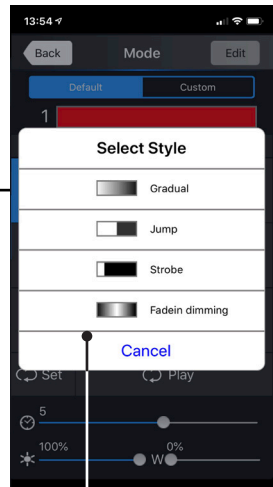 13:54
Back Mode Edit
Default Custom
1
Select Style
Gradual
Jump
Strobe
Fadein dimming
Cancel
Set Play
5
100% 0%
W